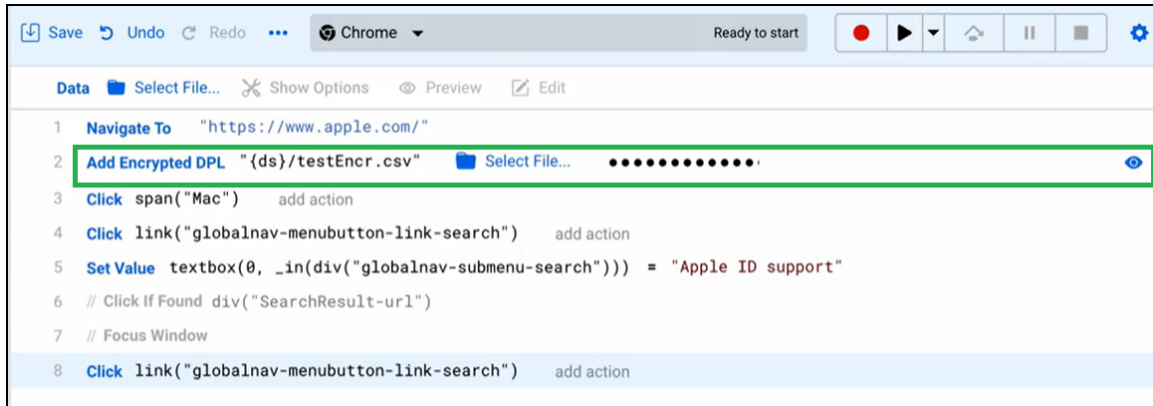 Save Undo Redo ••• Chrome Ready to start
Data Select File... Show Options Preview Edit
1 Navigate To "https://www.apple.com/"
2 Add Encrypted DPL "{ds}/testEncr.csv" Select File... ••••••••••••
3 Click span("Mac") add action
4 Click link("globalnav-menubutton-link-search") add action
5 Set Value textbox(0, _in(div("globalnav-submenu-search"))) = "Apple ID support"
6 // Click If Found div("SearchResult-url")
7 // Focus Window
8 Click link("globalnav-menubutton-link-search") add action